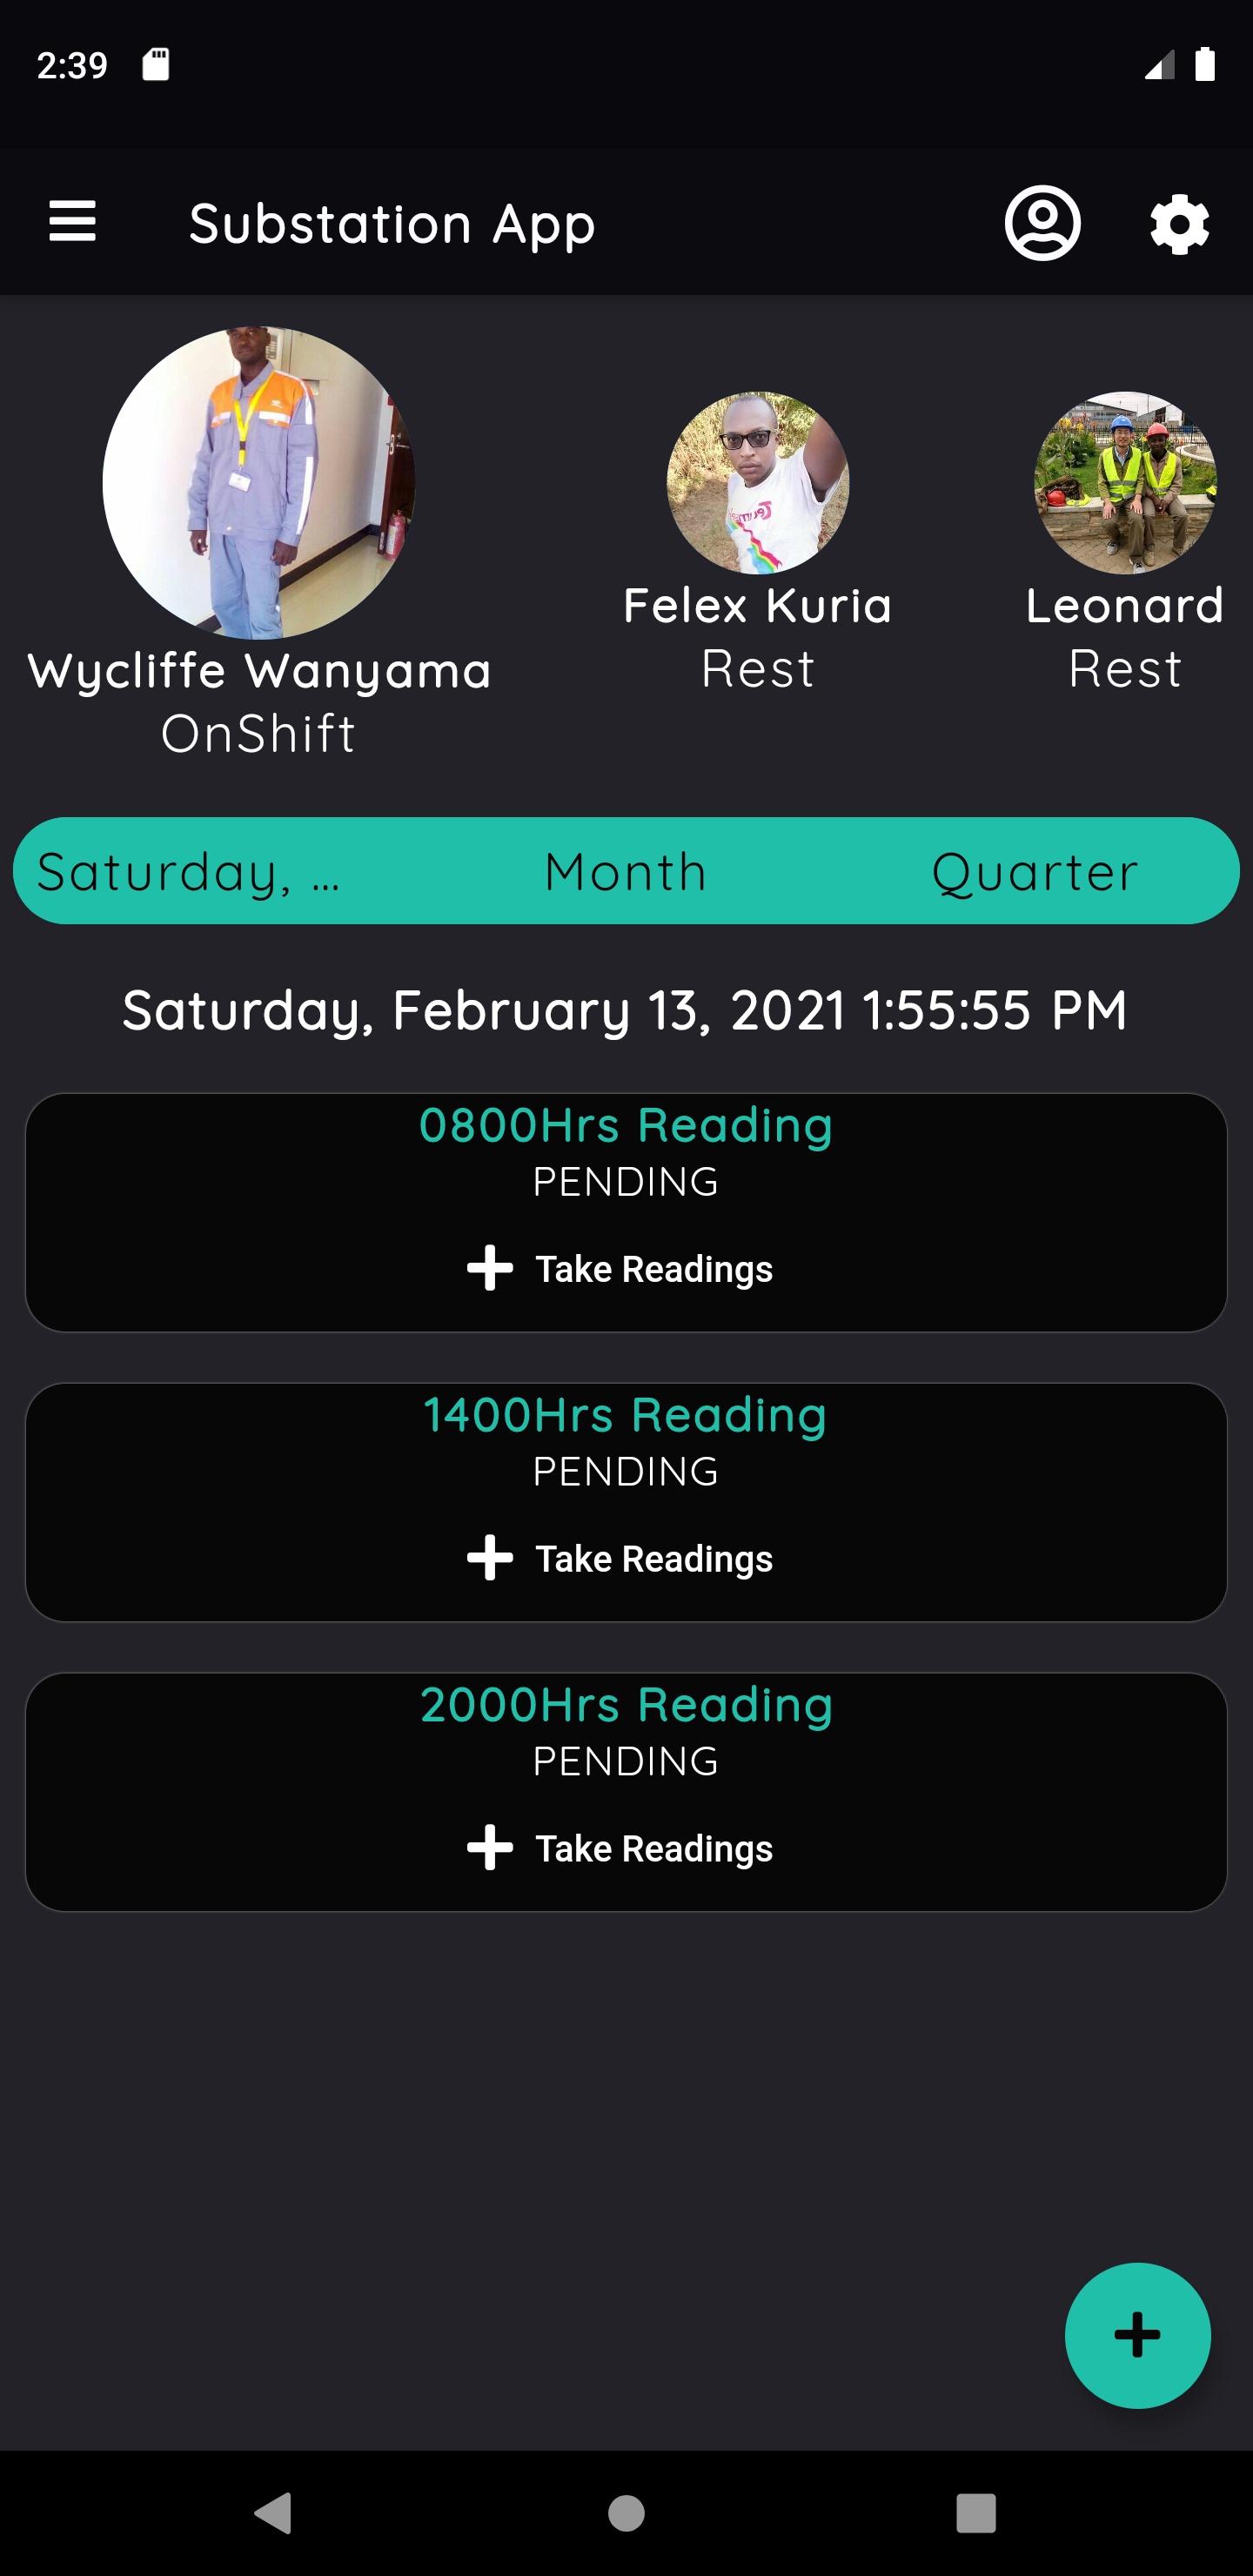 2:39
Substation App
Wycliffe Wanyama
OnShift
Felex Kuria
Rest
Leonard
Rest
Saturday, ... Month Quarter
Saturday, February 13, 2021 1:55:55 PM
0800Hrs Reading
PENDING
Take Readings
1400Hrs Reading
PENDING
Take Readings
2000Hrs Reading
PENDING
Take Readings